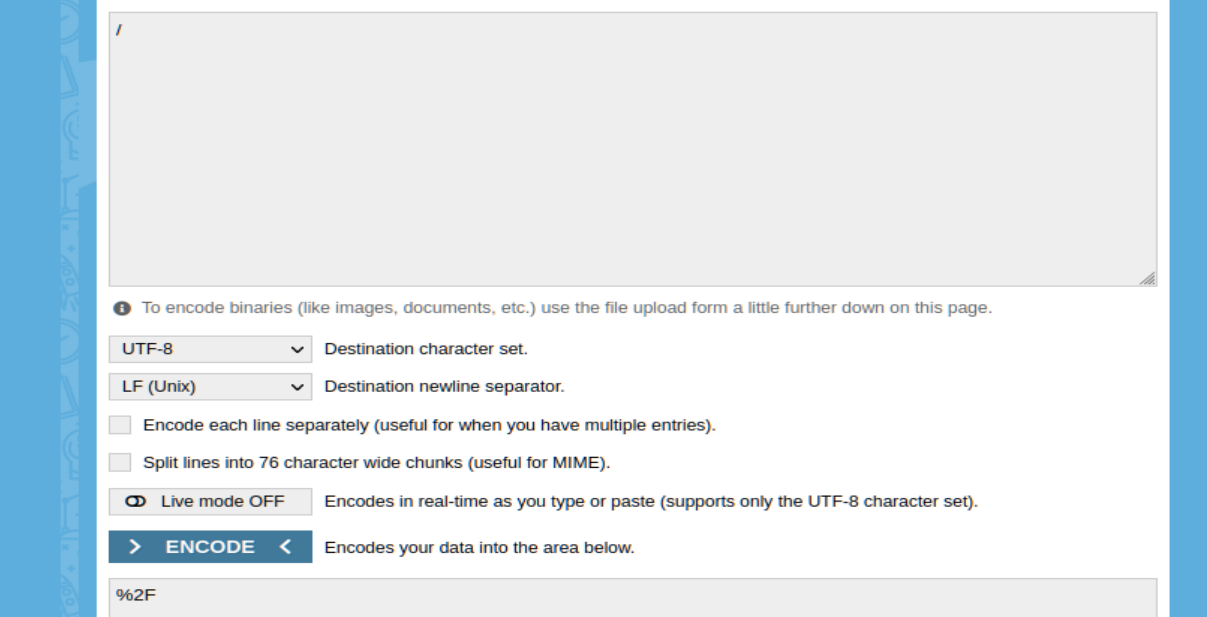 /
To encode binaries (like images, documents, etc.) use the file upload form a little further down on this page.
UTF-8 Destination character set.
LF (Unix) Destination newline separator.
Encode each line separately (useful for when you have multiple entries).
Split lines into 76 character wide chunks (useful for MIME).
Live mode OFF Encodes in real-time as you type or paste (supports only the UTF-8 character set).
> ENCODE < Encodes your data into the area below.
%2F